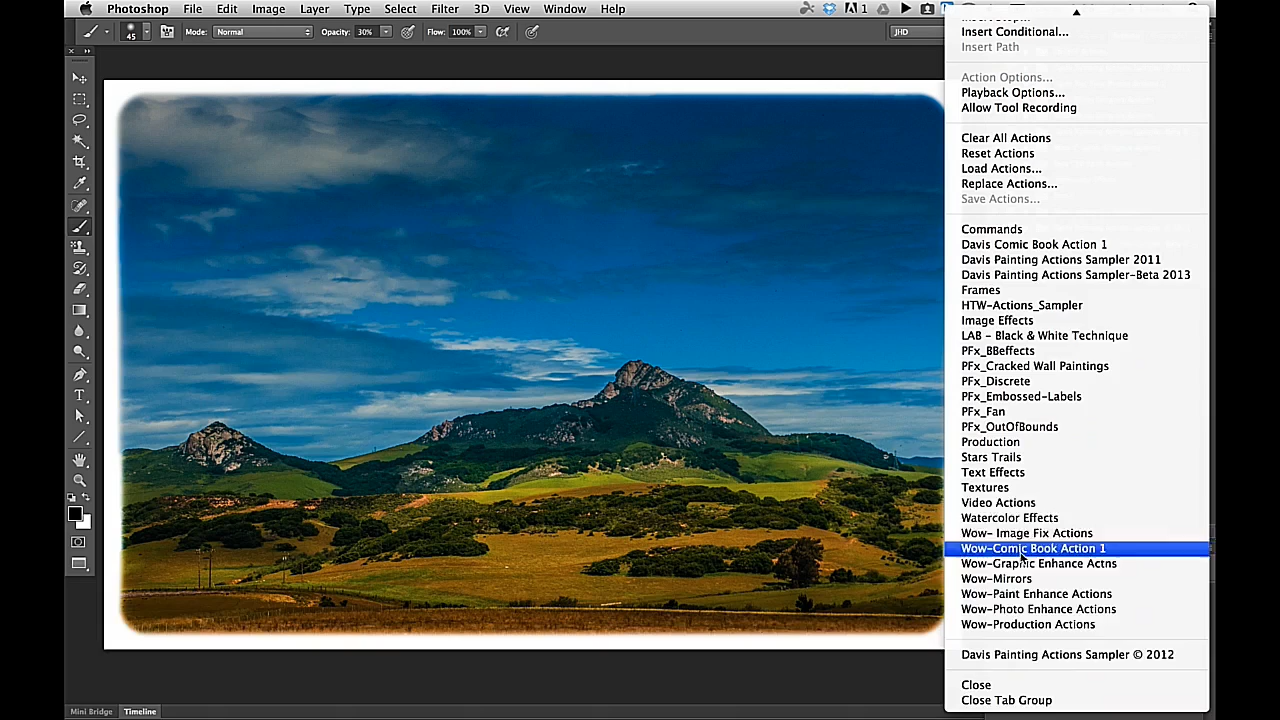 Photoshop File Edit Image Layer Type Select Filter 3D View Window Help
1
45 Mode: Normal Opacity: 30% Flow: 100% JHD
Insert Conditional...
Insert Path
Action Options...
Playback Options...
Allow Tool Recording
Clear All Actions
Reset Actions
Load Actions...
Replace Actions...
Save Actions...
Commands
Davis Comic Book Action 1
Davis Painting Actions Sampler 2011
Davis Painting Actions Sampler-Beta 2013
Frames
HTW-Actions_Sampler
Image Effects
LAB - Black & White Technique
PFx_BBeffects
PFx_Cracked Wall Paintings
PFx_Discrete
PFx_Embossed-Labels
PFx_Fan
PFx_OutOfBounds
Production
Stars Trails
Text Effects
Textures
Video Actions
Watercolor Effects
Wow- Image Fix Actions
Wow-Comic Book Action 1
Wow-Graphic Enhance Actns
Wow-Mirrors
Wow-Paint Enhance Actions
Wow-Photo Enhance Actions
Wow-Production Actions
Davis Painting Actions Sampler © 2012
Close
Close Tab Group
Mini Bridge Timeline